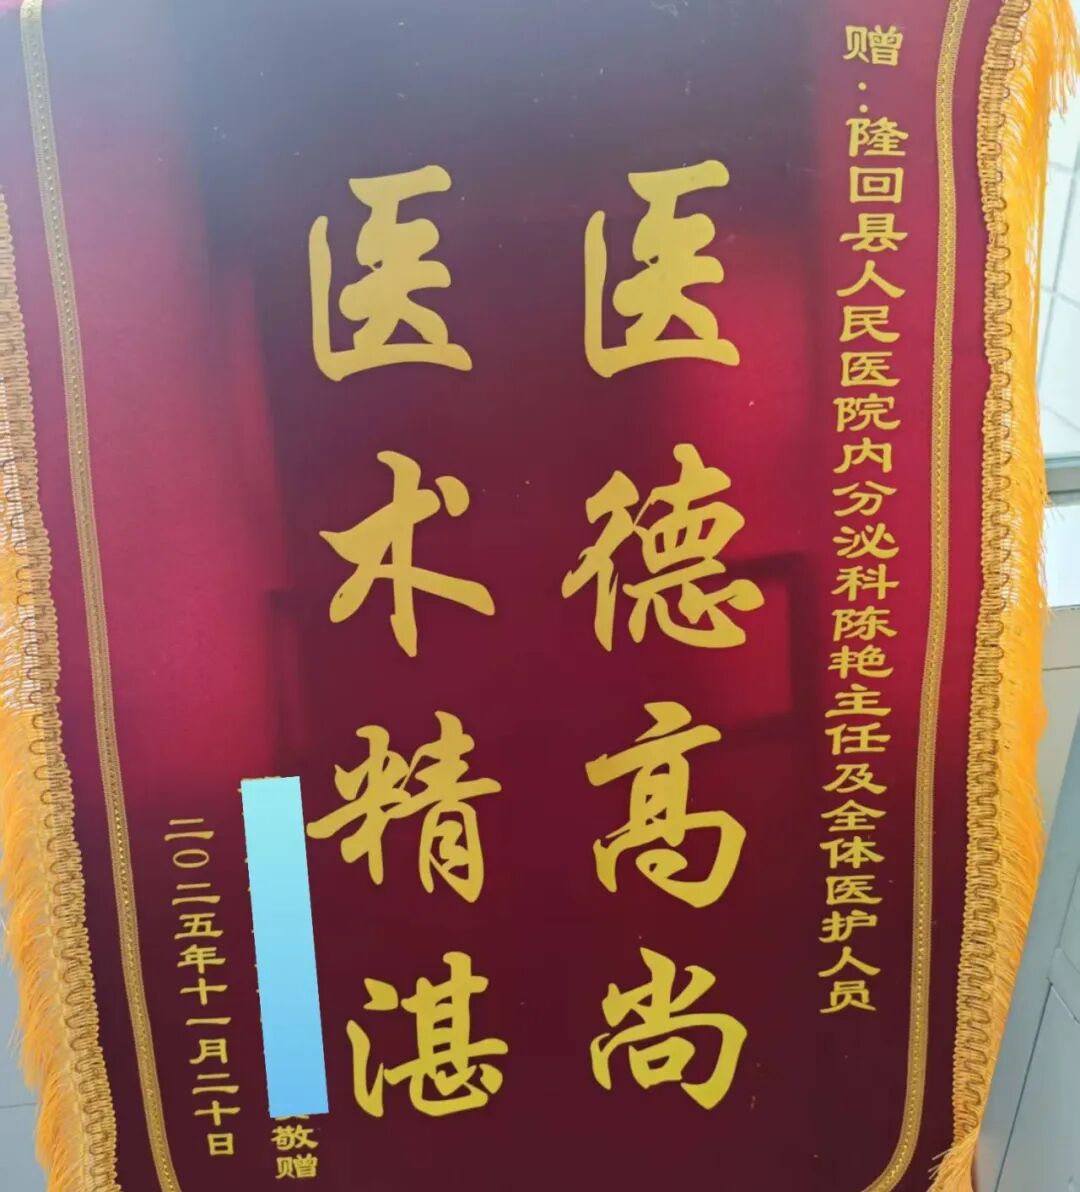 赠：隆回县人民医院内分泌科陈艳主任及全体医护人员
医德高尚
医术精湛
敬赠
二〇二五年十一月二十日